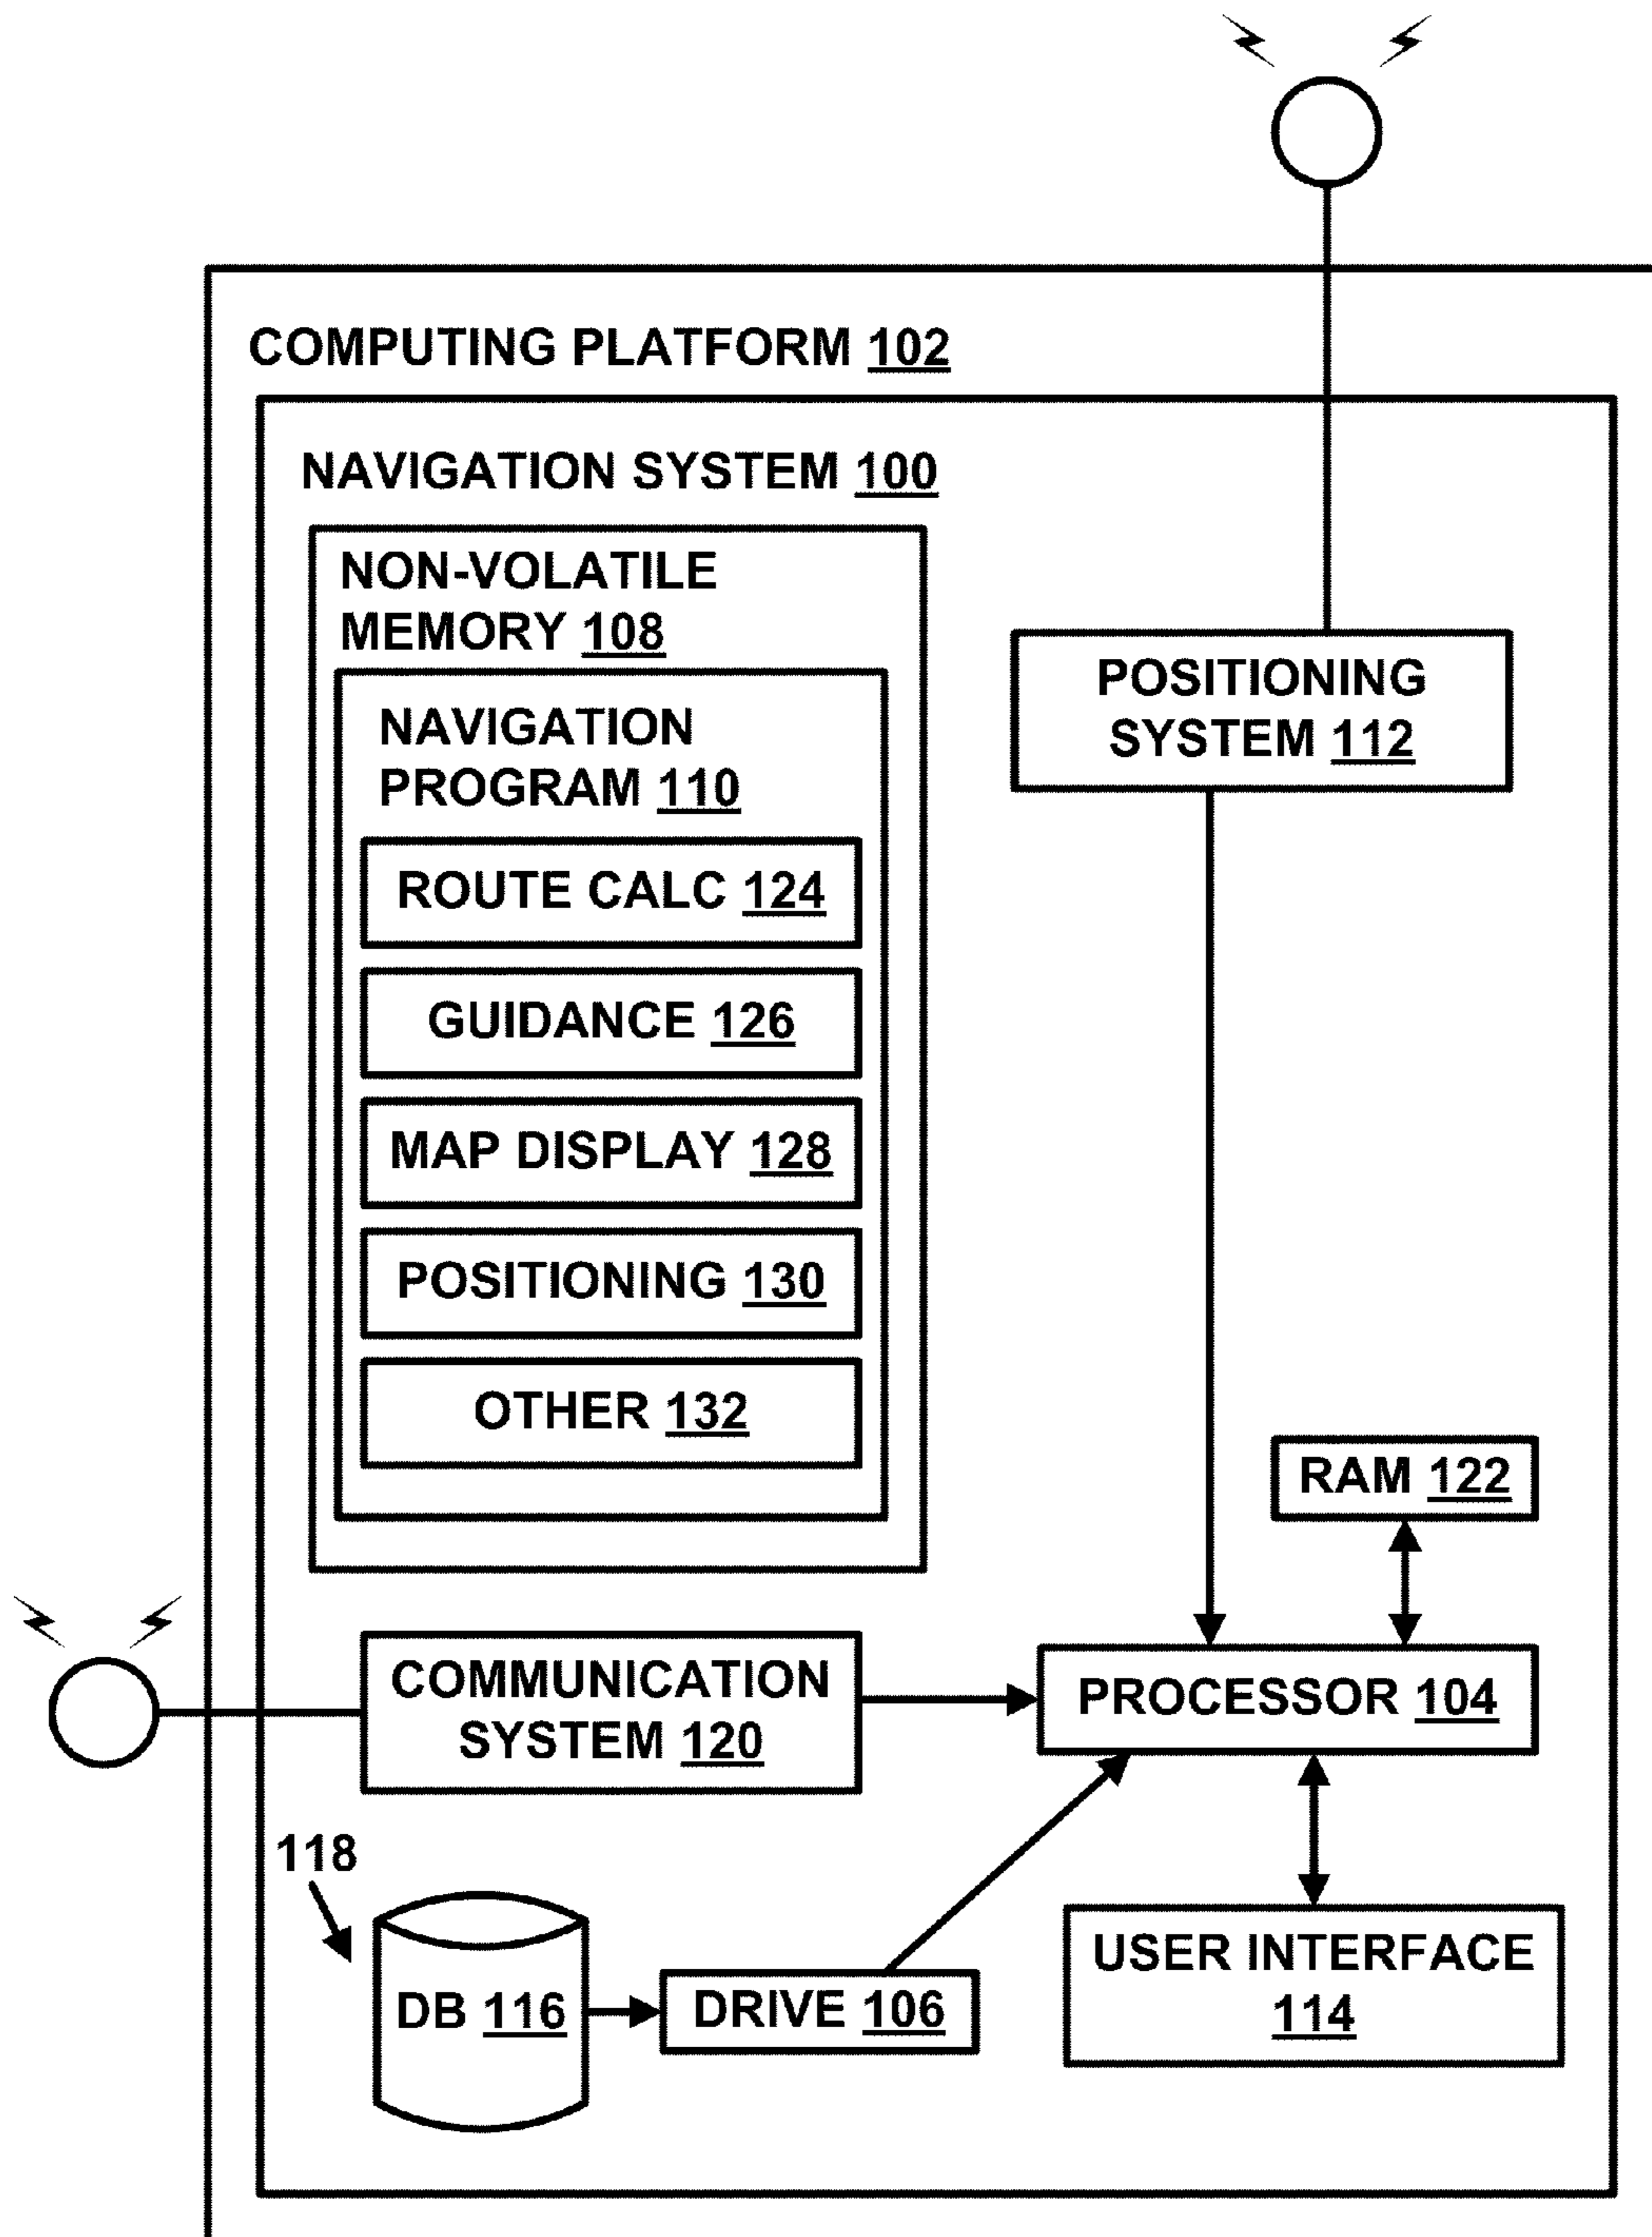 COMPUTING PLATFORM 102
NAVIGATION SYSTEM 100
NON-VOLATILE
MEMORY 108
NAVIGATION
PROGRAM 110
ROUTE CALC 124
GUIDANCE 126
MAP DISPLAY 128
POSITIONING 130
OTHER 132
POSITIONING
SYSTEM 112
RAM 122
COMMUNICATION
SYSTEM 120
PROCESSOR 104
118
DB 116
DRIVE 106
USER INTERFACE
114